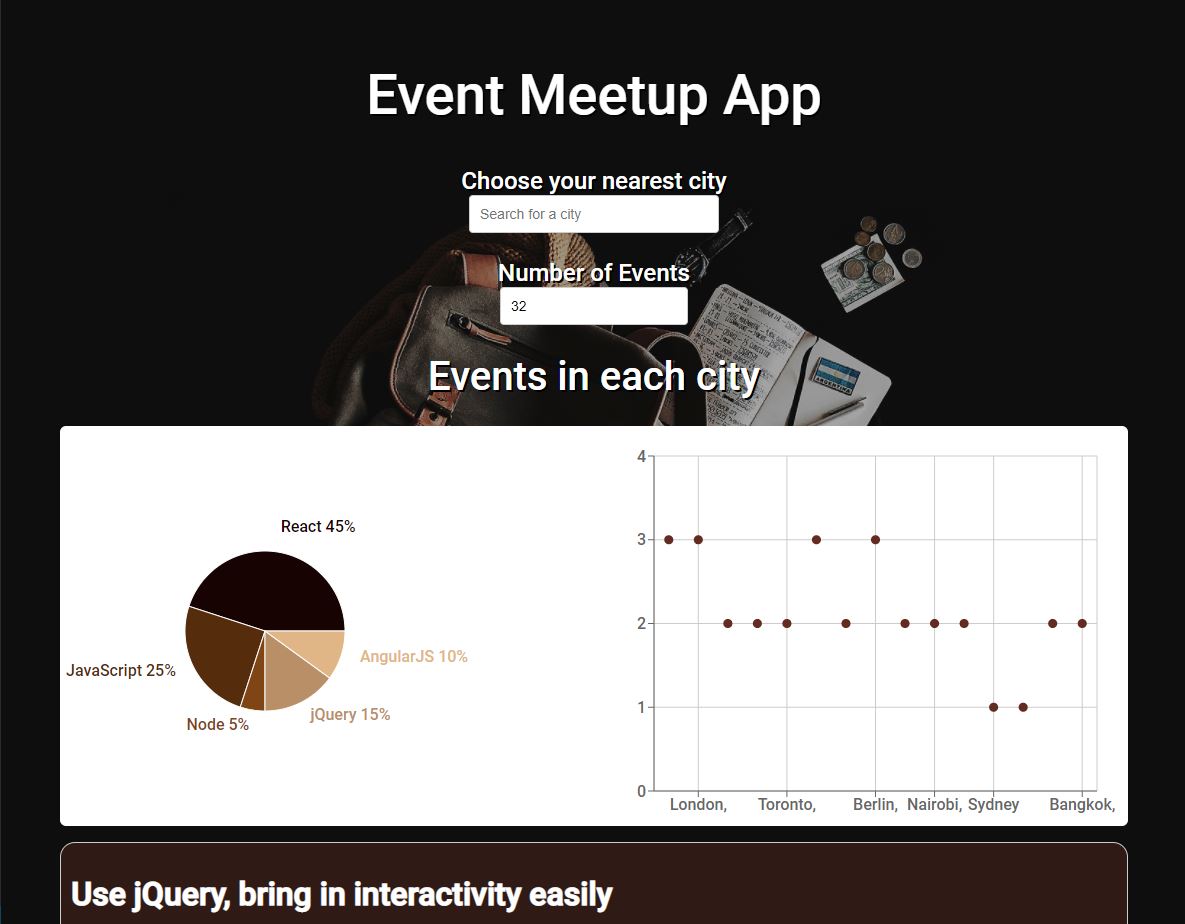 Event Meetup App
Choose your nearest city
Search for a city
Number of Events
32
ARGENTINA
Events in each city
React 45%
AngularJS 10%
JavaScript 25%
jQuery 15%
Node 5%
4
3
2
1
0
London, Toronto, Berlin, Nairobi, Sydney Bangkok,
Use jQuery, bring in interactivity easily